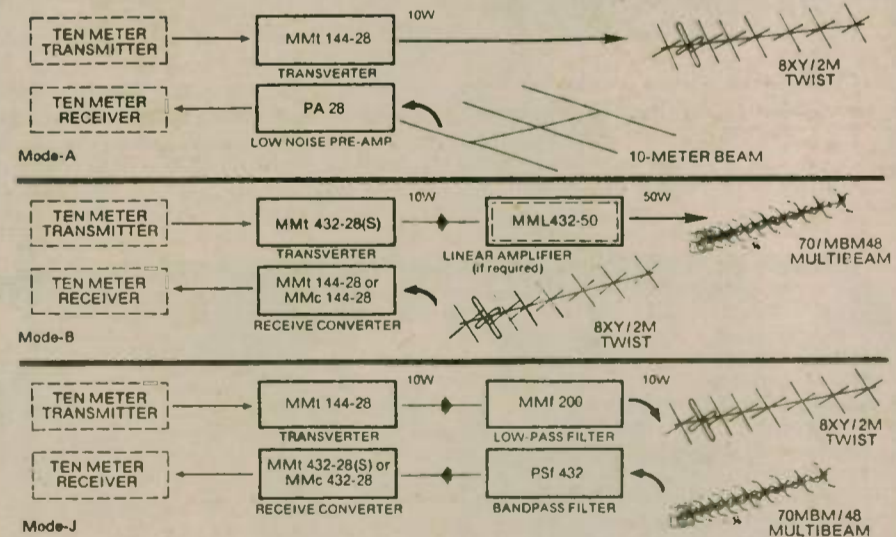 10W
TEN METER
TRANSMITTER
MMt 144-28
TRANSVERTER
8XY/2M
TWIST
TEN METER
RECEIVER
PA 28
LOW NOISE PRE-AMP.
10-METER BEAM
Mode-A
10W
50W
TEN METER
TRANSMITTER
MMt 432-28(S)
TRANSVERTER
MML432-50
LINEAR AMPLIFIER
(if required)
70/MBM48
MULTIBEAM
TEN METER
RECEIVER
MMt 144-28 or
MMc 144-28
RECEIVE CONVERTER
8XY/2M
TWIST
Mode-B
10W
10W
TEN METER
TRANSMITTER
MMt 144-28
TRANSVERTER
MMf 200
LOW-PASS FILTER
8XY/2M
TWIST
TEN METER
RECEIVER
MMt 432-28(S) or
MMc 432-28
RECEIVE CONVERTER
PSf 432
BANDPASS FILTER
70MBM/48
MULTIBEAM
Mode-J